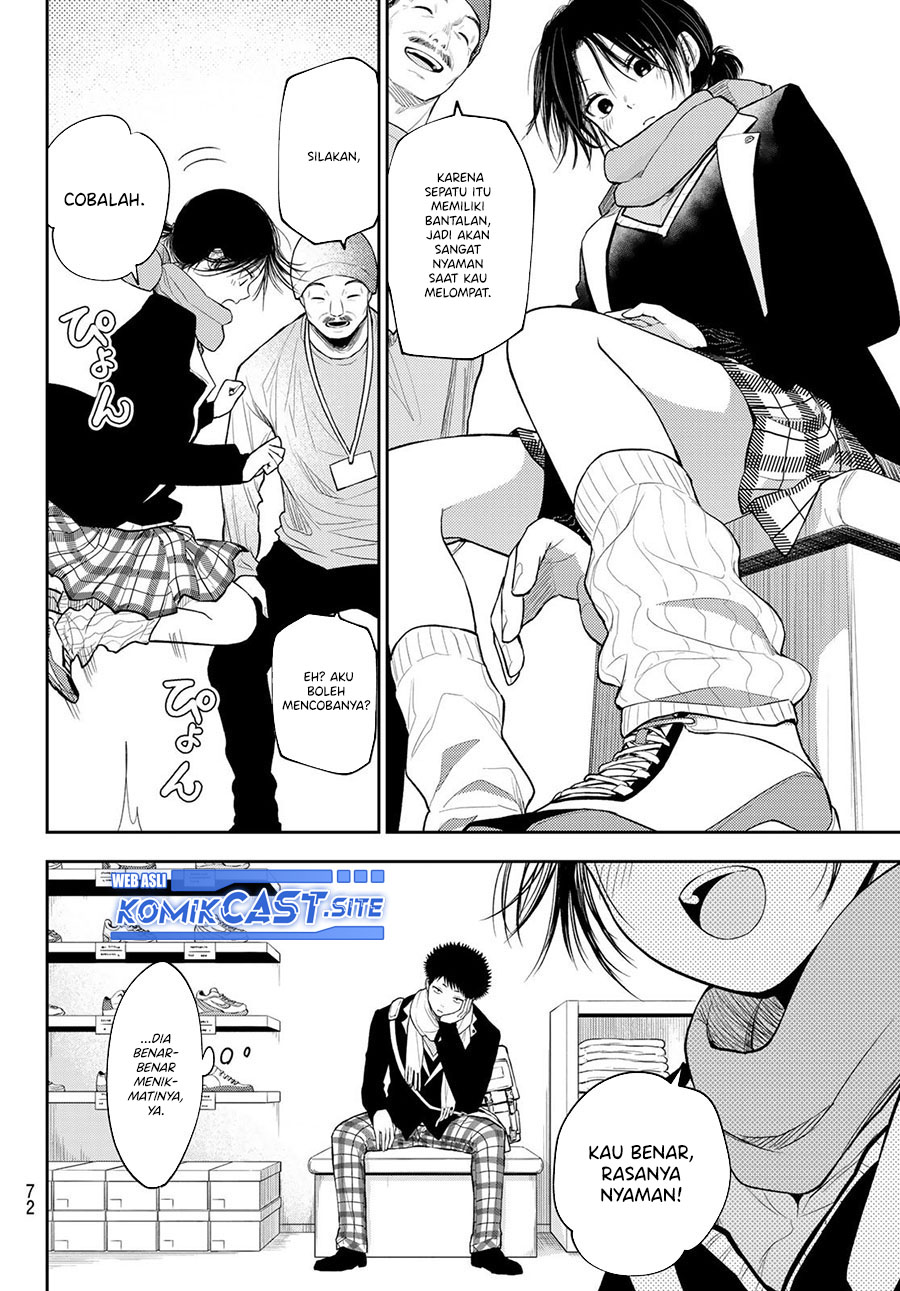 KARENA
SEPATU ITU
MEMILIKI
BANTALAN,
JADI AKAN
SANGAT
NYAMAN
SAAT KAU
MELOMPAT.
SILAKAN,
COBALAH.
ぴょん
EH? AKU
BOLEH
MENCOBANYA?
ぴょん
KAU BENAR,
RASANYA
NYAMAN!
WEB ASLI
KOMIKCAST.SITE
...DIA
BENAR-
BENAR
MENIK-
MATINYA,
YA.
72